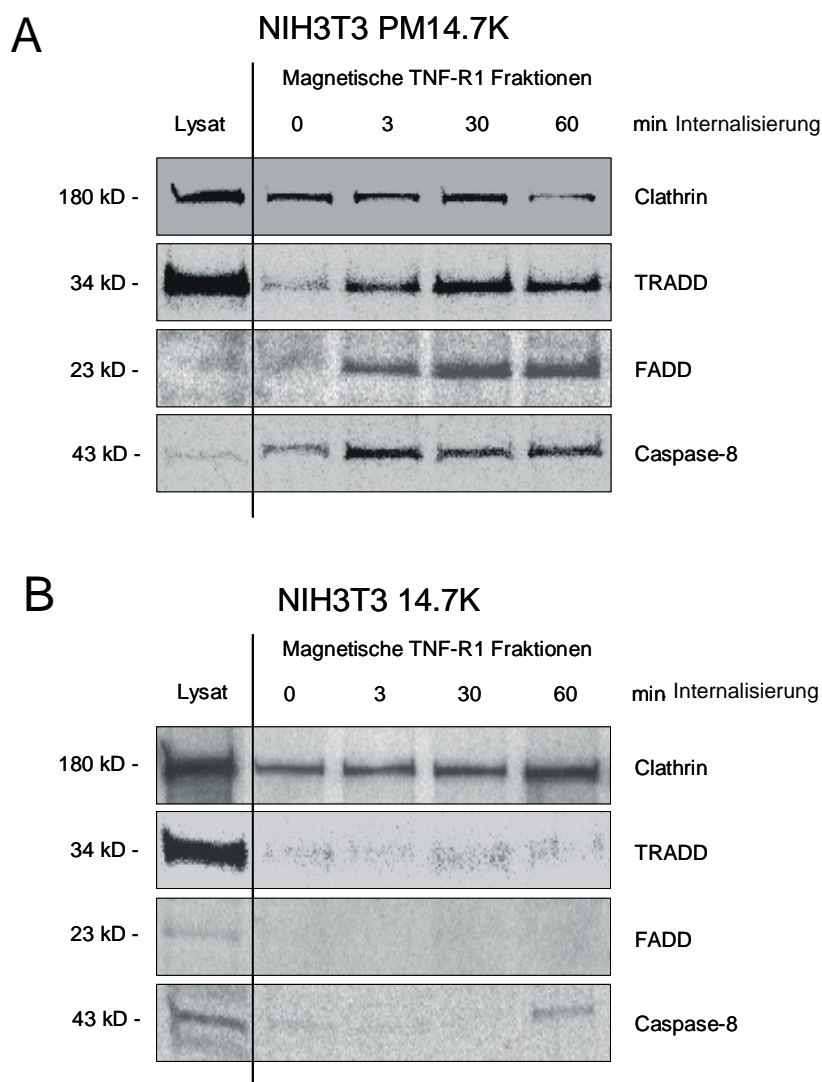 A
NIH3T3 PM14.7K
Magnetische TNF-R1 Fraktionen
Lysat 0 3 30 60 min. Internalisierung
180 kD - Clathrin
34 kD - TRADD
23 kD - FADD
43 kD - Caspase-8
B
NIH3T3 14.7K
Magnetische TNF-R1 Fraktionen
Lysat 0 3 30 60 min. Internalisierung
180 kD - Clathrin
34 kD - TRADD
23 kD - FADD
43 kD - Caspase-8